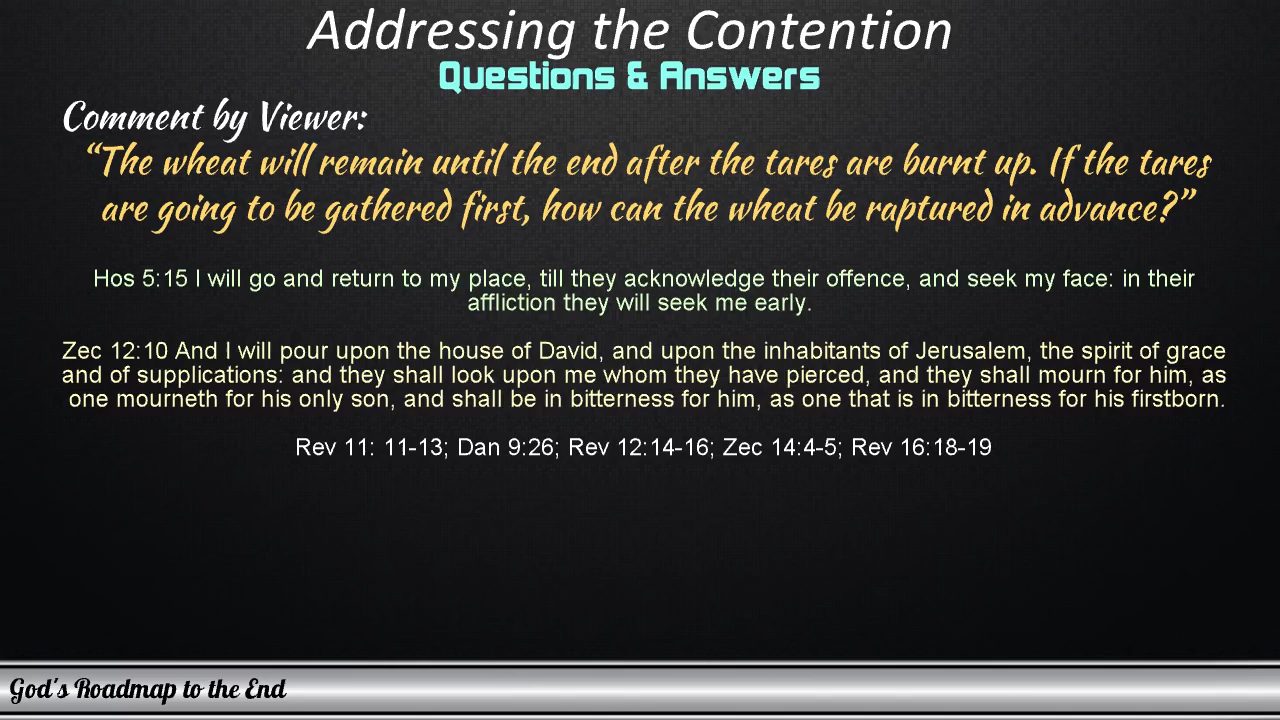 Addressing the Contention
Questions & Answers
Comment by Viewer:
“The wheat will remain until the end after the tares are burnt up. If the tares
are going to be gathered first, how can the wheat be raptured in advance?”
Hos 5:15 I will go and return to my place, till they acknowledge their offence, and seek my face: in their
affliction they will seek me early.
Zec 12:10 And I will pour upon the house of David, and upon the inhabitants of Jerusalem, the spirit of grace
and of supplications: and they shall look upon me whom they have pierced, and they shall mourn for him, as
one mourneth for his only son, and shall be in bitterness for him, as one that is in bitterness for his firstborn.
Rev 11: 11-13; Dan 9:26; Rev 12:14-16; Zec 14:4-5; Rev 16:18-19
God's Roadmap to the End